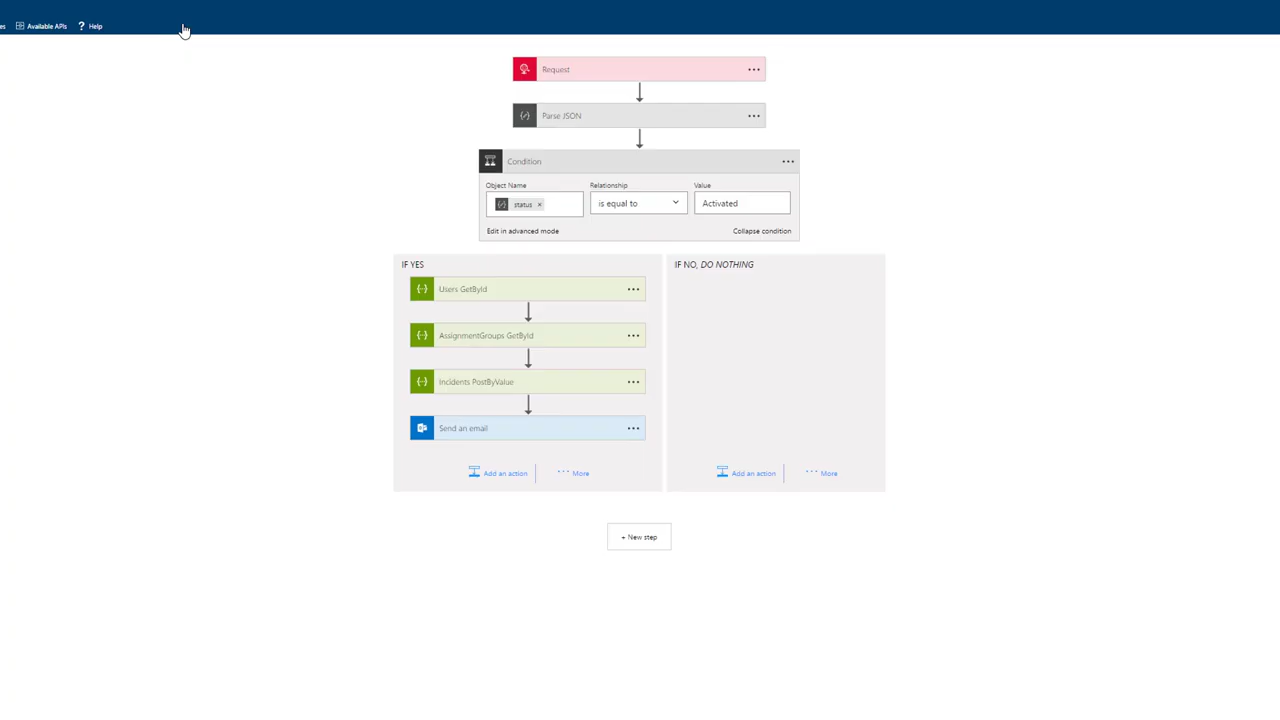 es Available APIs ? Help
Request
Parse JSON
Condition
Object Name Relationship Value
status × is equal to Activated
Edit in advanced mode Collapse condition
IF YES
Users GetById
AssignmentGroups GetById
Incidents PostByValue
Send an email
Add an action ··· More
IF NO, DO NOTHING
Add an action ··· More
+ New step